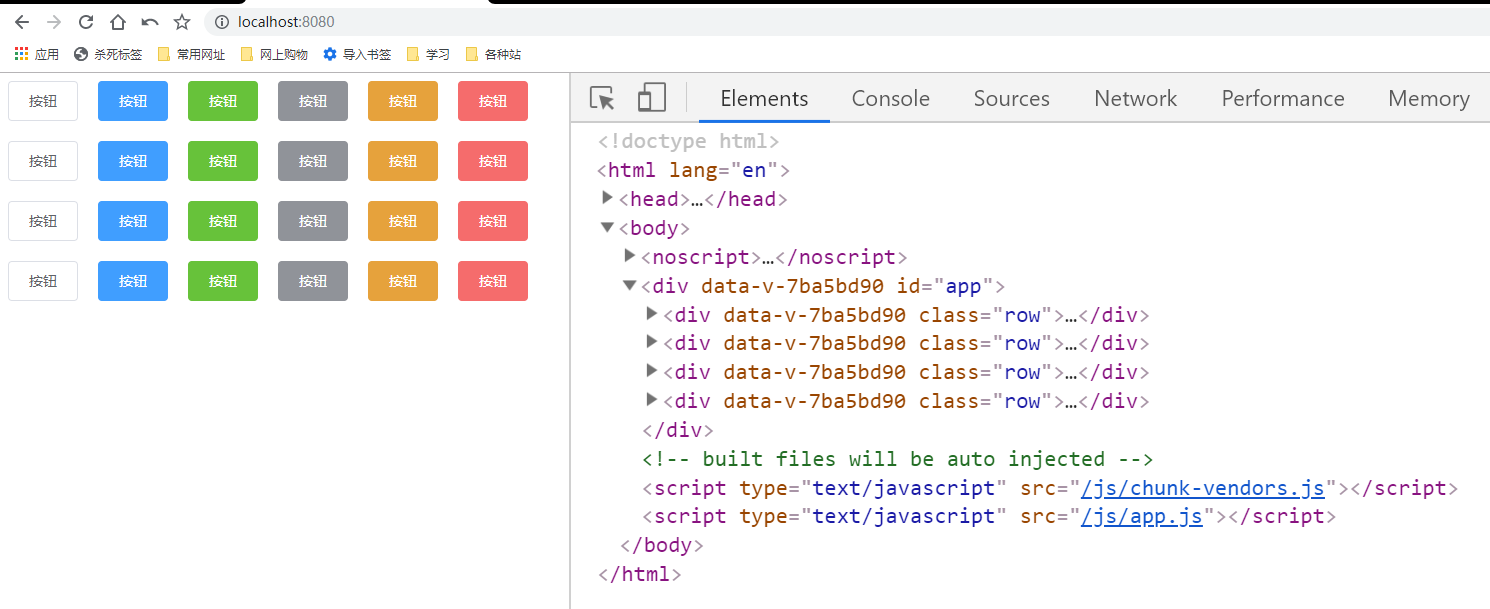 localhost:8080
应用 杀死标签 常用网址 网上购物 导入书签 学习 各种站
按钮 按钮 按钮 按钮 按钮 按钮
按钮 按钮 按钮 按钮 按钮 按钮
按钮 按钮 按钮 按钮 按钮 按钮
按钮 按钮 按钮 按钮 按钮 按钮
Elements Console Sources Network Performance Memory
<!doctype html>
<html lang="en">
<head>…</head>
<body>
<noscript>…</noscript>
<div data-v-7ba5bd90 id="app">
<div data-v-7ba5bd90 class="row">…</div>
<div data-v-7ba5bd90 class="row">…</div>
<div data-v-7ba5bd90 class="row">…</div>
<div data-v-7ba5bd90 class="row">…</div>
</div>
<!-- built files will be auto injected -->
<script type="text/javascript" src="/js/chunk-vendors.js"></script>
<script type="text/javascript" src="/js/app.js"></script>
</body>
</html>